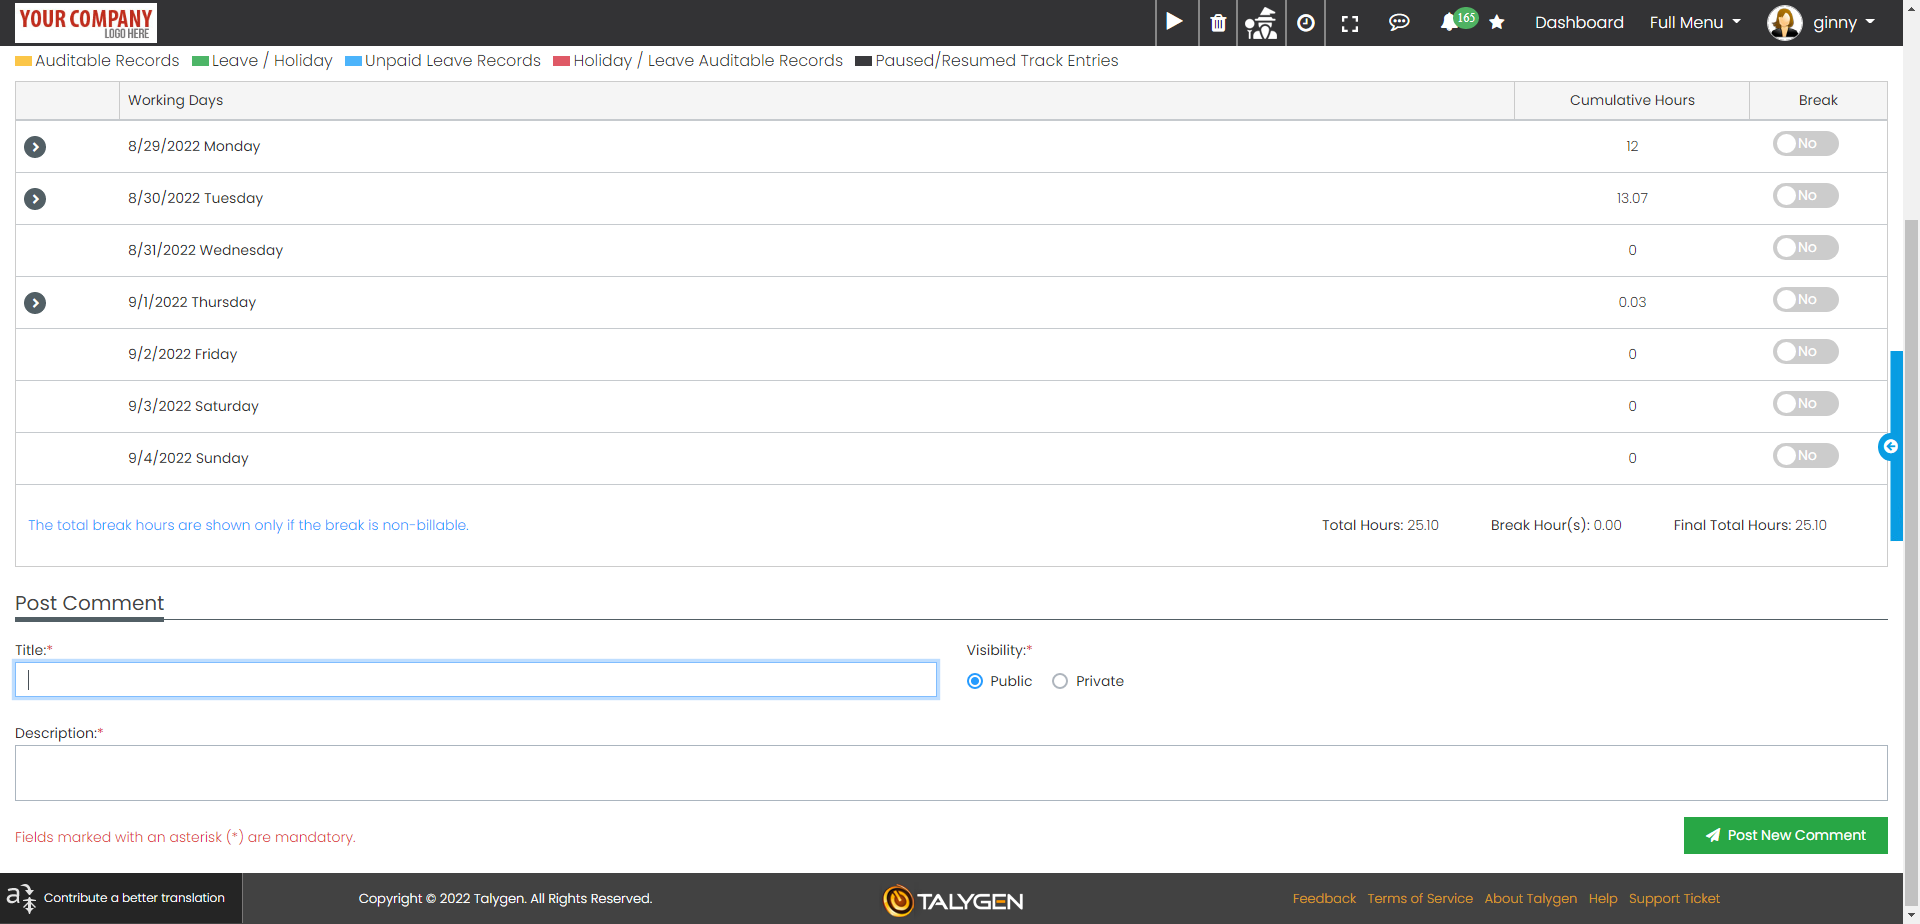 YOUR COMPANY
LOGO HERE
165
Dashboard
Full Menu
ginny
Auditable Records Leave / Holiday Unpaid Leave Records Holiday / Leave Auditable Records Paused/Resumed Track Entries
Working Days Cumulative Hours Break
8/29/2022 Monday 12 No
8/30/2022 Tuesday 13.07 No
8/31/2022 Wednesday 0 No
9/1/2022 Thursday 0.03 No
9/2/2022 Friday 0 No
9/3/2022 Saturday 0 No
9/4/2022 Sunday 0 No
The total break hours are shown only if the break is non-billable. Total Hours: 25.10 Break Hour(s): 0.00 Final Total Hours: 25.10
Post Comment
Title:* Visibility:*
Public Private
Description:*
Fields marked with an asterisk (*) are mandatory. Post New Comment
Contribute a better translation Copyright © 2022 Talygen. All Rights Reserved. TALYGEN Feedback Terms of Service About Talygen Help Support Ticket